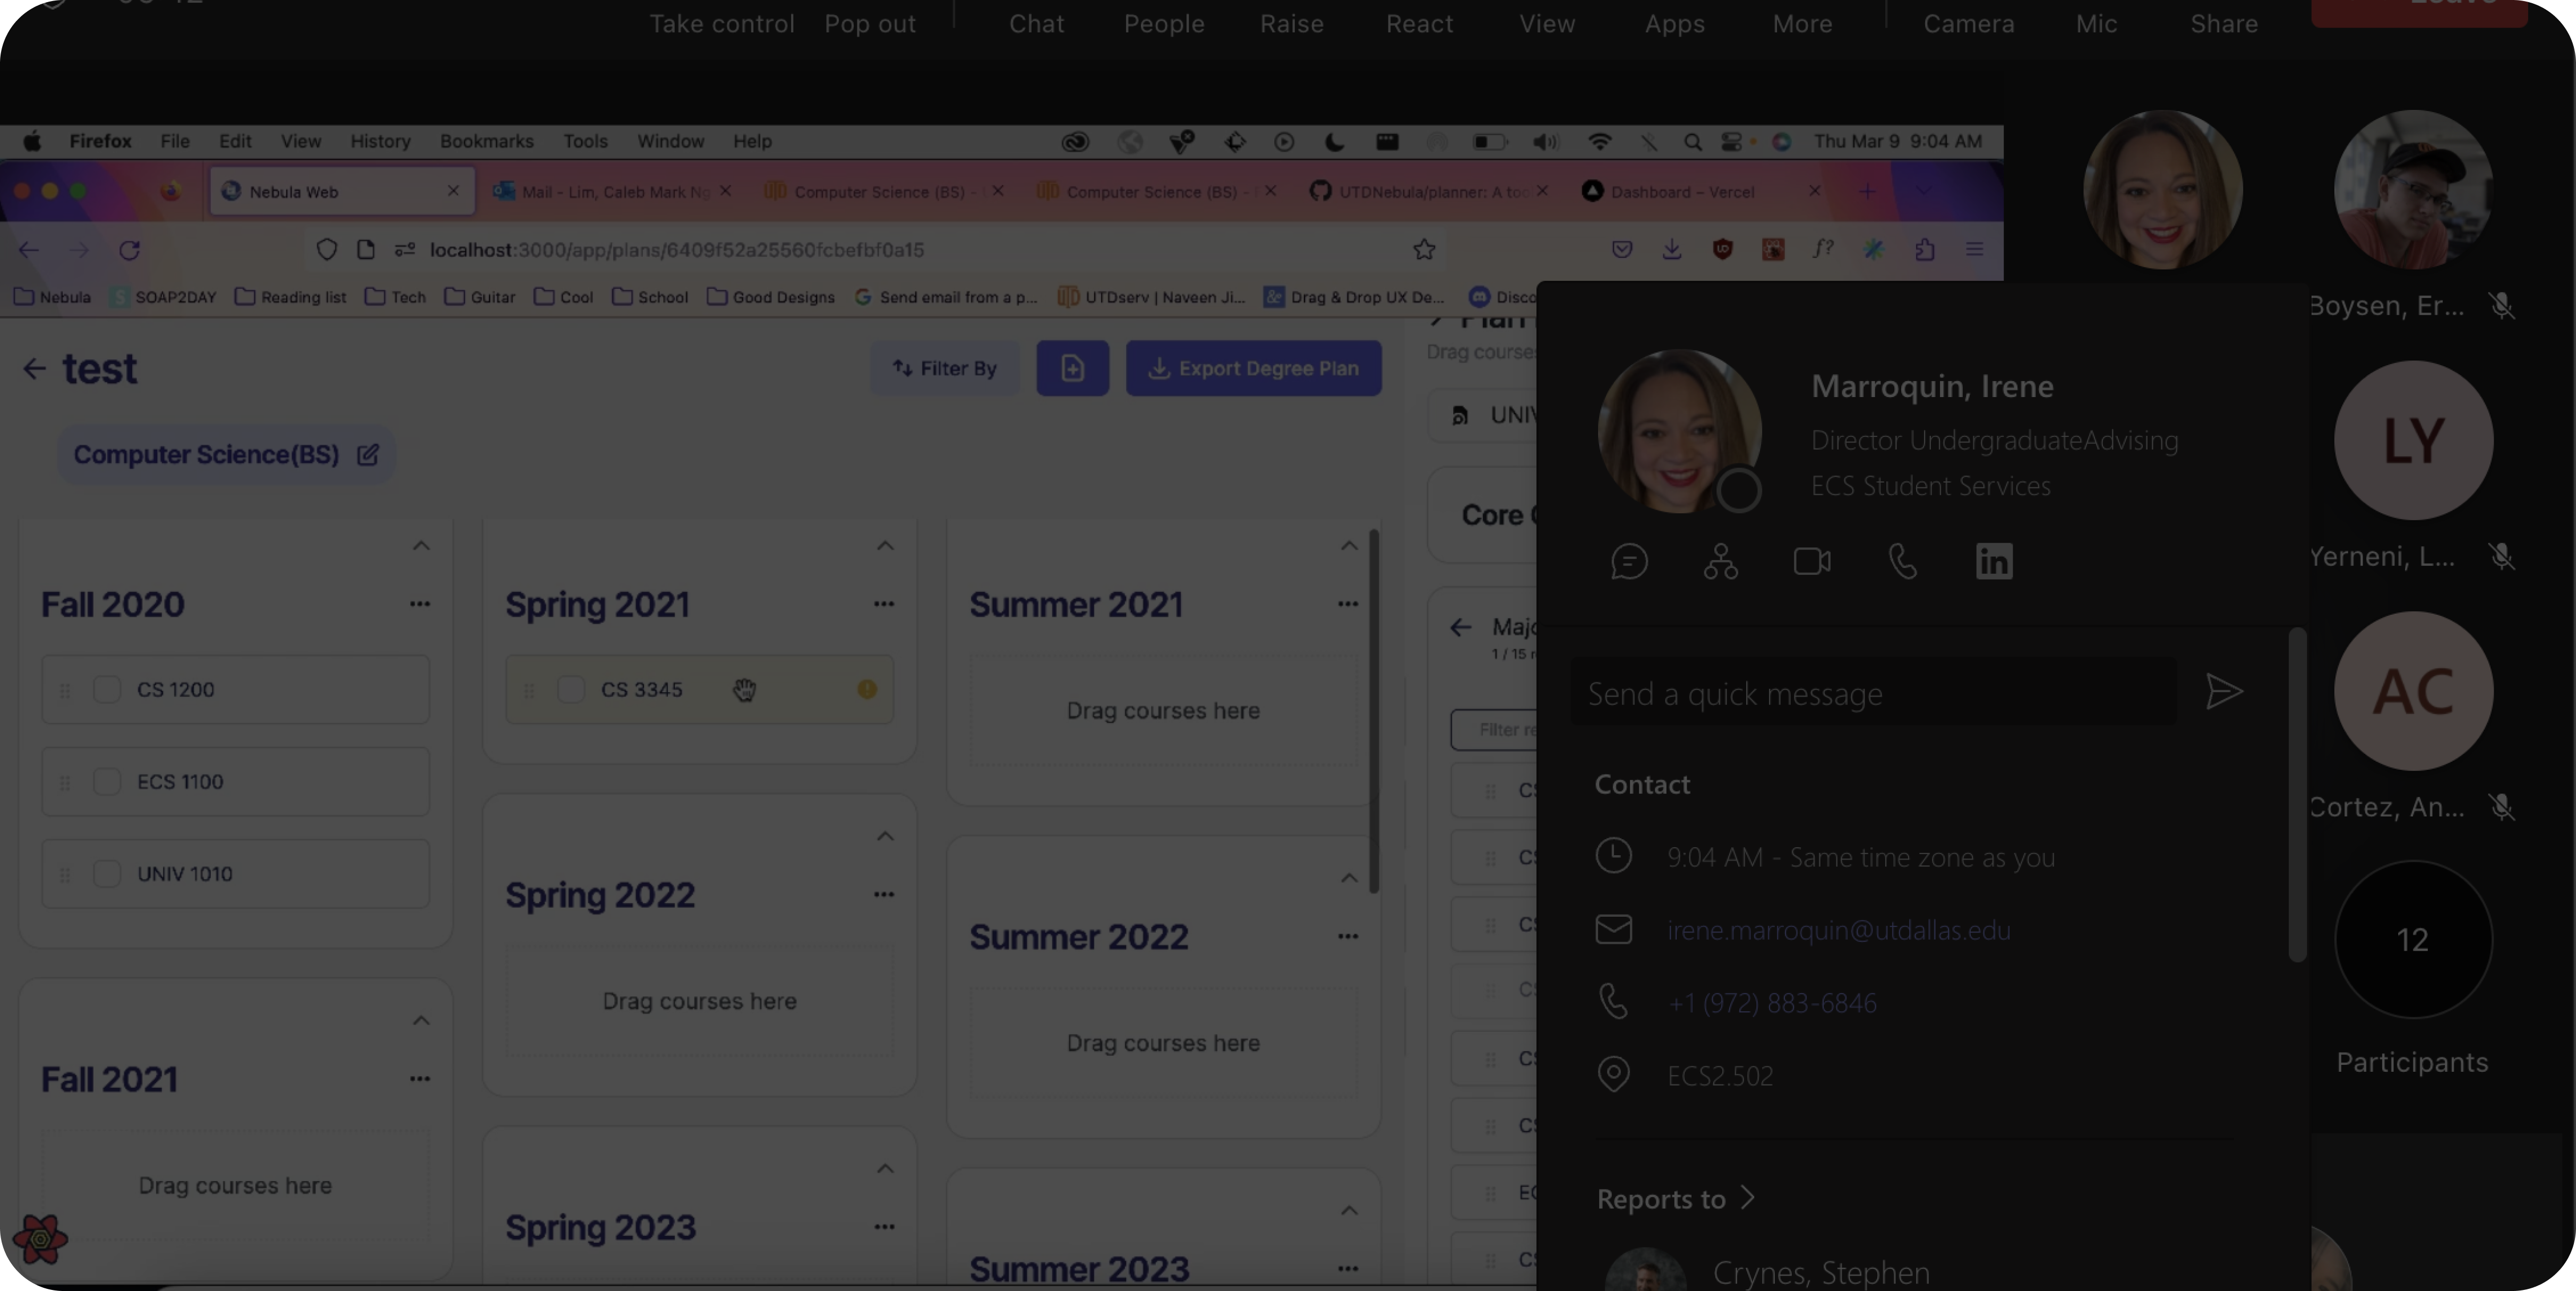 Take control Pop out Chat People Raise React View Apps More Camera Mic Share
Firefox File Edit View History Bookmarks Tools Window Help Thu Mar 9 9:04 AM
Nebula Web Mail - Lim, Caleb Mark Ng Computer Science (BS) - Computer Science (BS) - UTDNebula/planner: A too Dashboard – Vercel
localhost:3000/app/plans/6409f52a25560fcbefbf0a15
Nebula SOAP2DAY Reading list Tech Guitar Cool School Good Designs Send email from a p... UTDserv | Naveen Ji... Drag & Drop UX De... Disco
test
Filter By
Export Degree Plan
Computer Science(BS)
Fall 2020
CS 1200
ECS 1100
UNIV 1010
Fall 2021
Drag courses here
Spring 2021
CS 3345
Spring 2022
Drag courses here
Spring 2023
Summer 2021
Drag courses here
Summer 2022
Drag courses here
Summer 2023
Drag courses
UNIV
Core
Majo
1 / 15
Filter re
Marroquin, Irene
Director UndergraduateAdvising
ECS Student Services
Send a quick message
Contact
9:04 AM - Same time zone as you
irene.marroquin@utdallas.edu
+1 (972) 883-6846
ECS2.502
Reports to
Crynes, Stephen
Boysen, Er...
LY
Yerneni, L...
AC
Cortez, An...
12
Participants